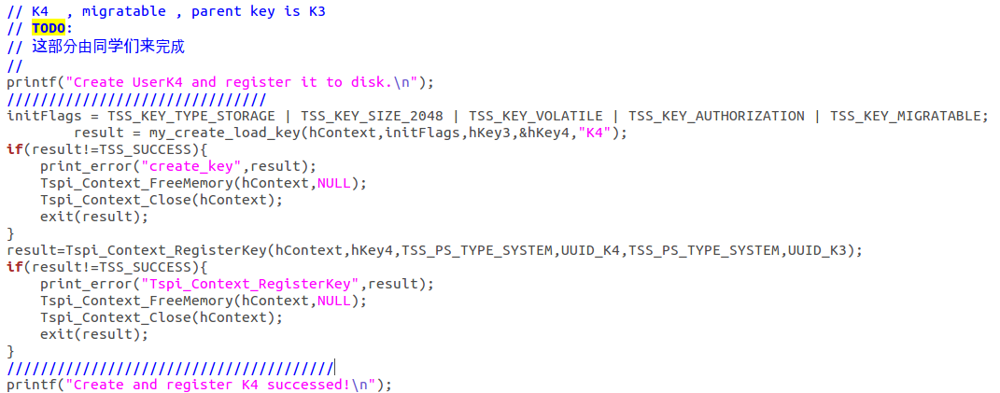 // K4  , migratable , parent key is K3
// TODO:
// 这部分由同学们来完成
//
printf("Create UserK4 and register it to disk.\n");
///////////////////////////////
initFlags = TSS_KEY_TYPE_STORAGE | TSS_KEY_SIZE_2048 | TSS_KEY_VOLATILE | TSS_KEY_AUTHORIZATION | TSS_KEY_MIGRATABLE;
        result = my_create_load_key(hContext,initFlags,hKey3,&hKey4,"K4");
if(result!=TSS_SUCCESS){
    print_error("create_key",result);
    Tspi_Context_FreeMemory(hContext,NULL);
    Tspi_Context_Close(hContext);
    exit(result);
}
result=Tspi_Context_RegisterKey(hContext,hKey4,TSS_PS_TYPE_SYSTEM,UUID_K4,TSS_PS_TYPE_SYSTEM,UUID_K3);
if(result!=TSS_SUCCESS){
    print_error("Tspi_Context_RegisterKey",result);
    Tspi_Context_FreeMemory(hContext,NULL);
    Tspi_Context_Close(hContext);
    exit(result);
}
///////////////////////////////////////
printf("Create and register K4 successed!\n");